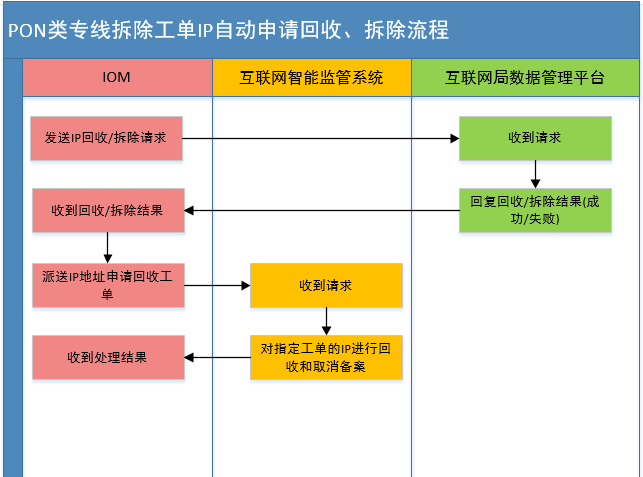 PON类专线拆除工单IP自动申请回收、拆除流程
IOM
互联网智能监管系统
互联网局数据管理平台
发送IP回收/拆除请求
收到请求
收到回收/拆除结果
回复回收/拆除结果(成
功/失败)
派送IP地址申请回收工
单
收到请求
收到处理结果
对指定工单的IP进行回
收和取消备案